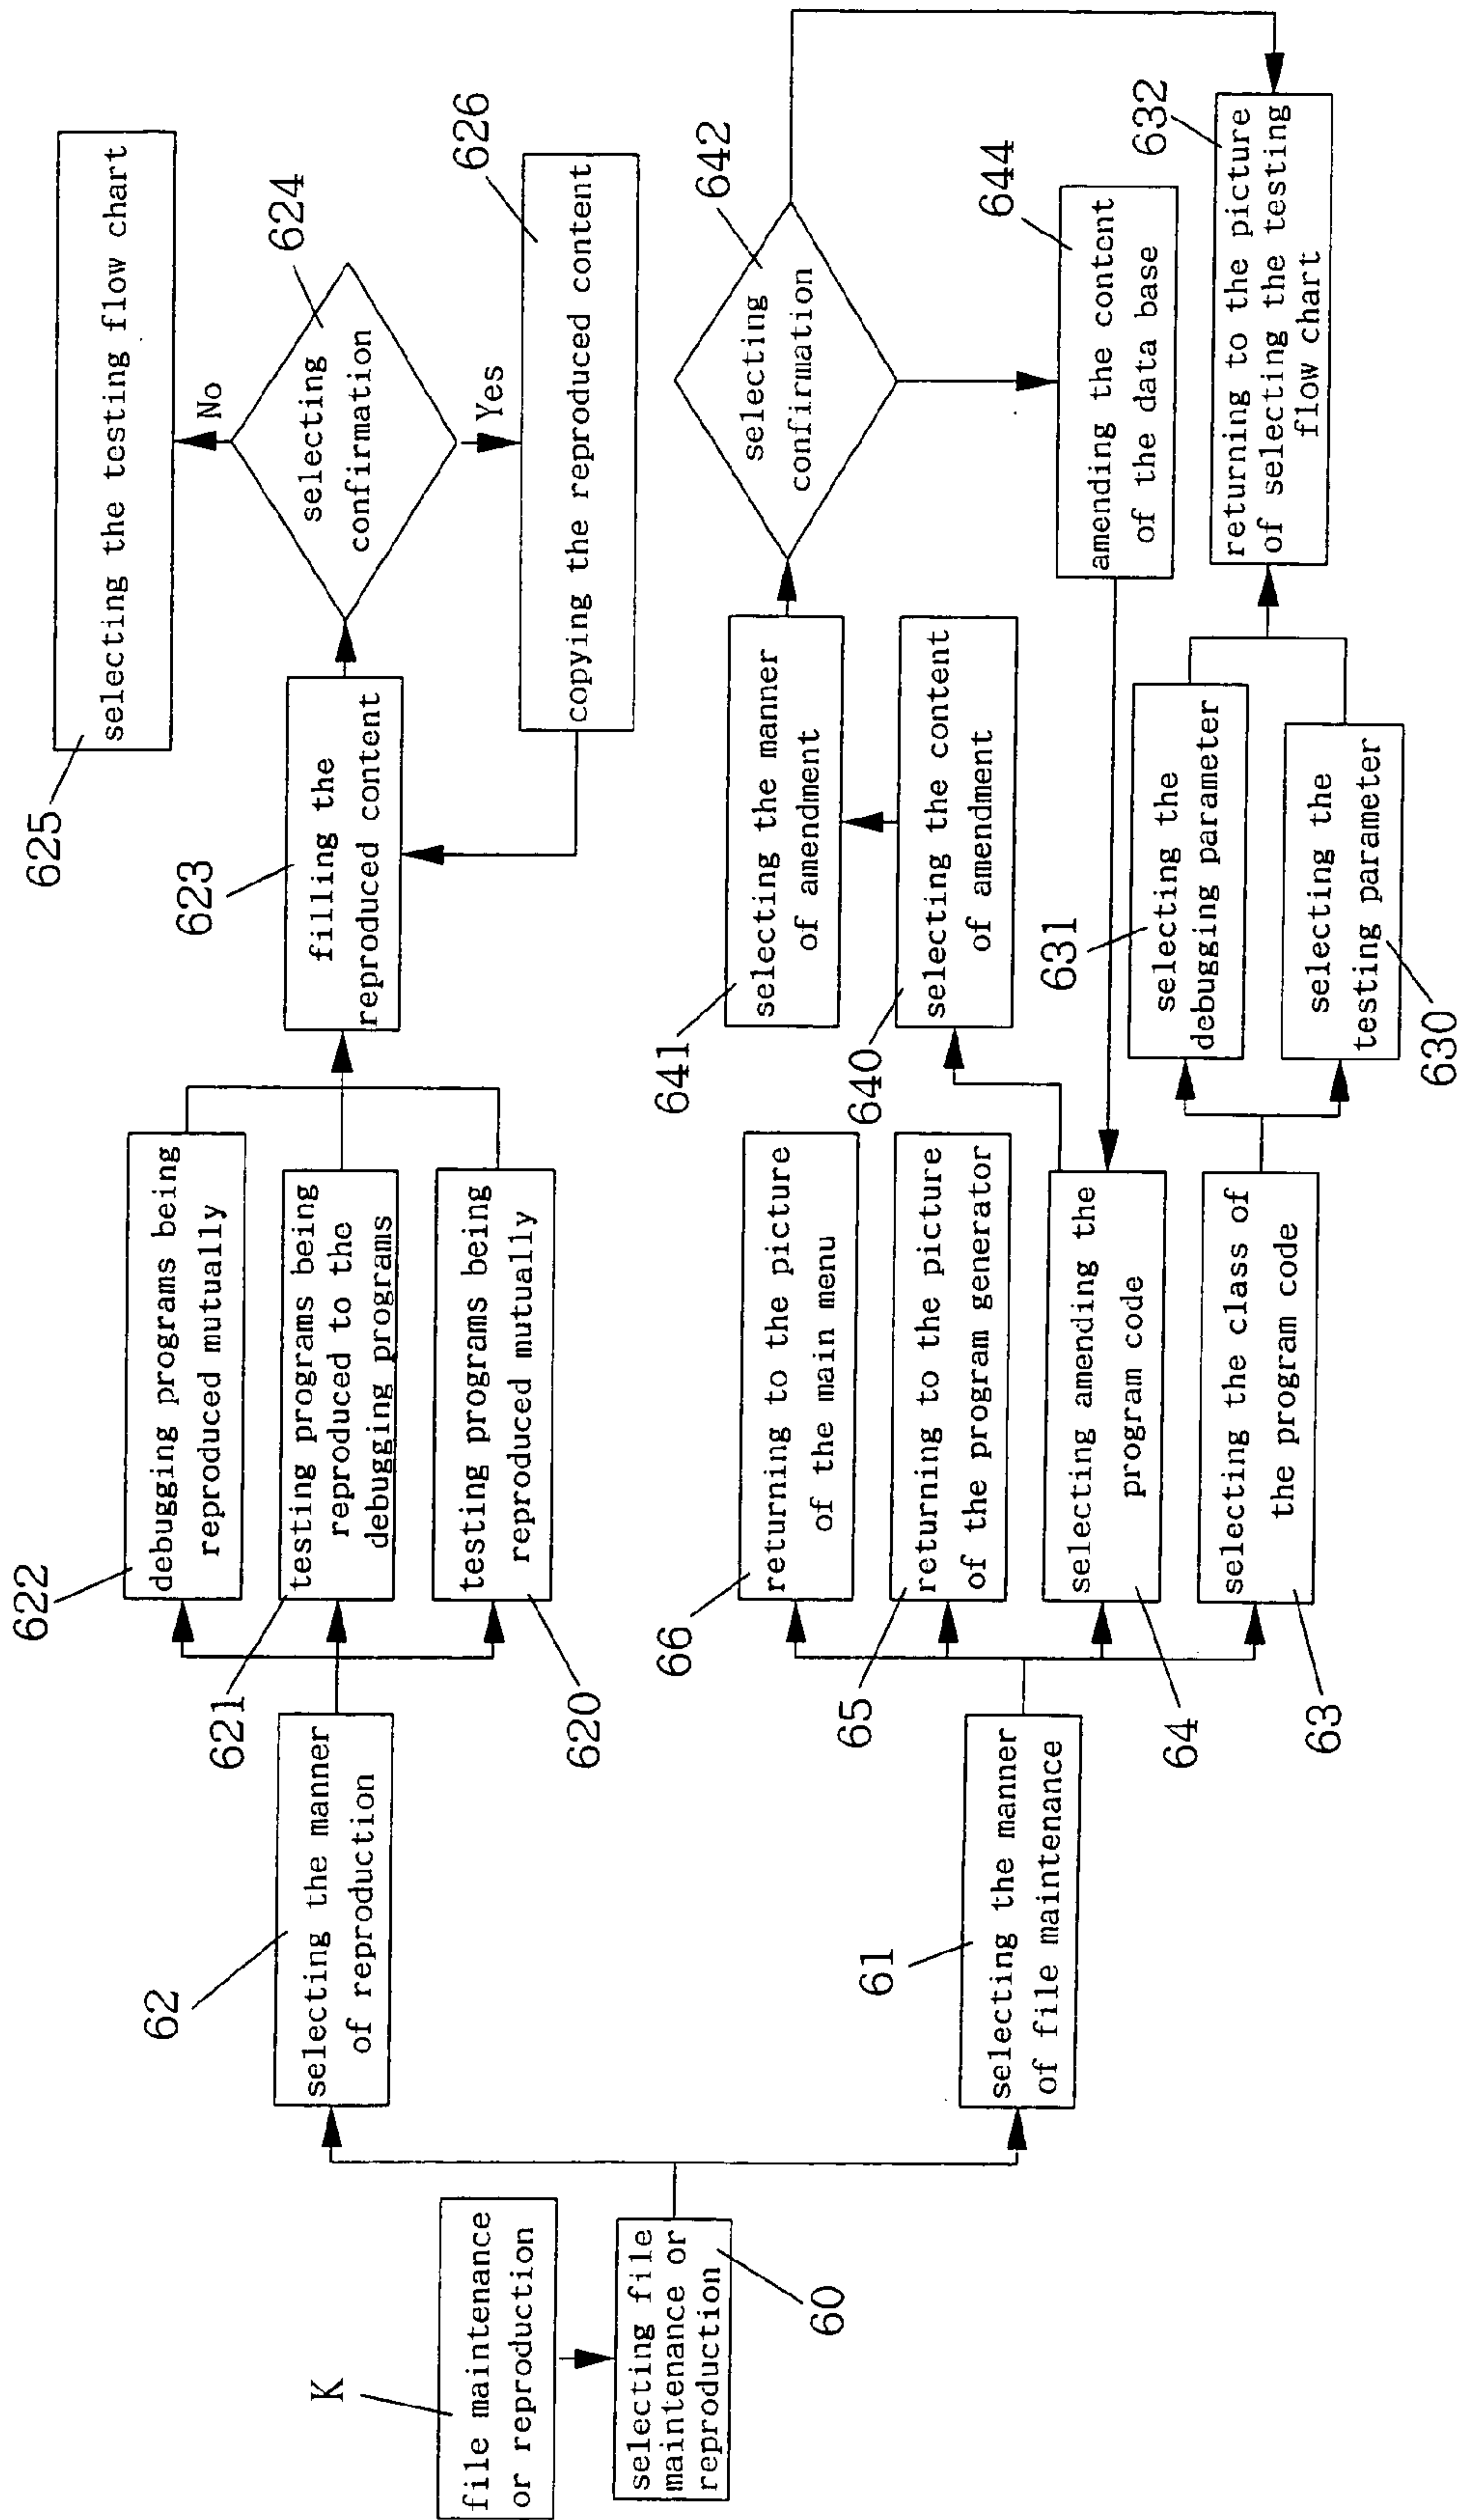 K
file maintenance
or reproduction
selecting file
maintenance or
reproduction
60
62
selecting the manner
of reproduction
61
selecting the manner
of file maintenance
622
debugging programs being
reproduced mutually
621
testing programs being
reproduced to the
debugging programs
620
testing programs being
reproduced mutually
66
returning to the picture
of the main menu
65
returning to the picture
of the program generator
64
selecting amending the
program code
63
selecting the class of
the program code
623
filling the
reproduced content
624
selecting
confirmation
No
Yes
625
selecting the testing flow chart
626
copying the reproduced content
641
selecting the manner
of amendment
640
selecting the content
of amendment
642
selecting
confirmation
644
amending the content
of the data base
631
selecting the
debugging parameter
630
selecting the
testing parameter
632
returning to the picture
of selecting the testing
flow chart